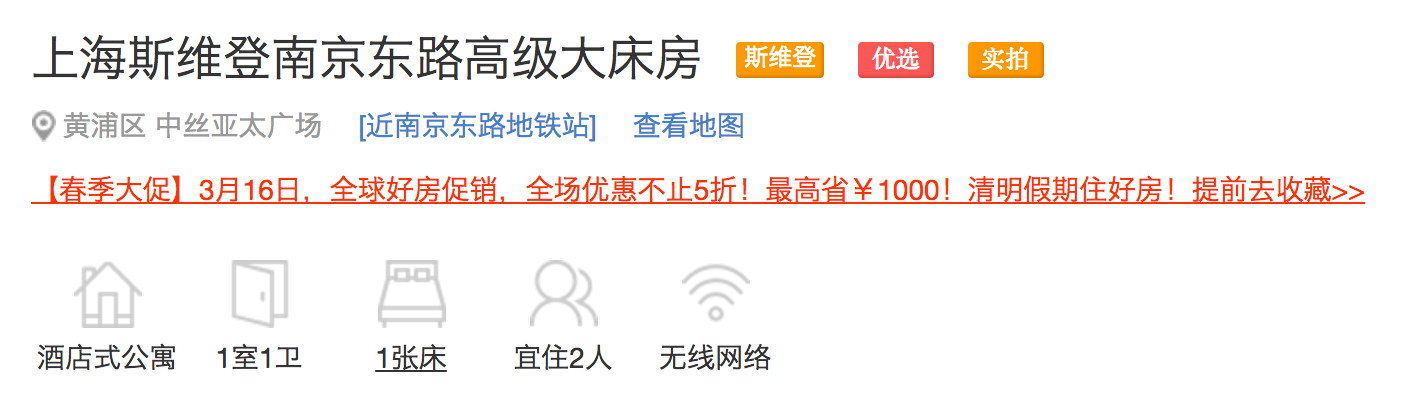 上海斯维登南京东路高级大床房 斯维登 优选 实拍
黄浦区 中丝亚太广场 [近南京东路地铁站] 查看地图
【春季大促】3月16日，全球好房促销，全场优惠不止5折！最高省￥1000！清明假期住好房！提前去收藏>>
酒店式公寓 1室1卫 1张床 宜住2人 无线网络